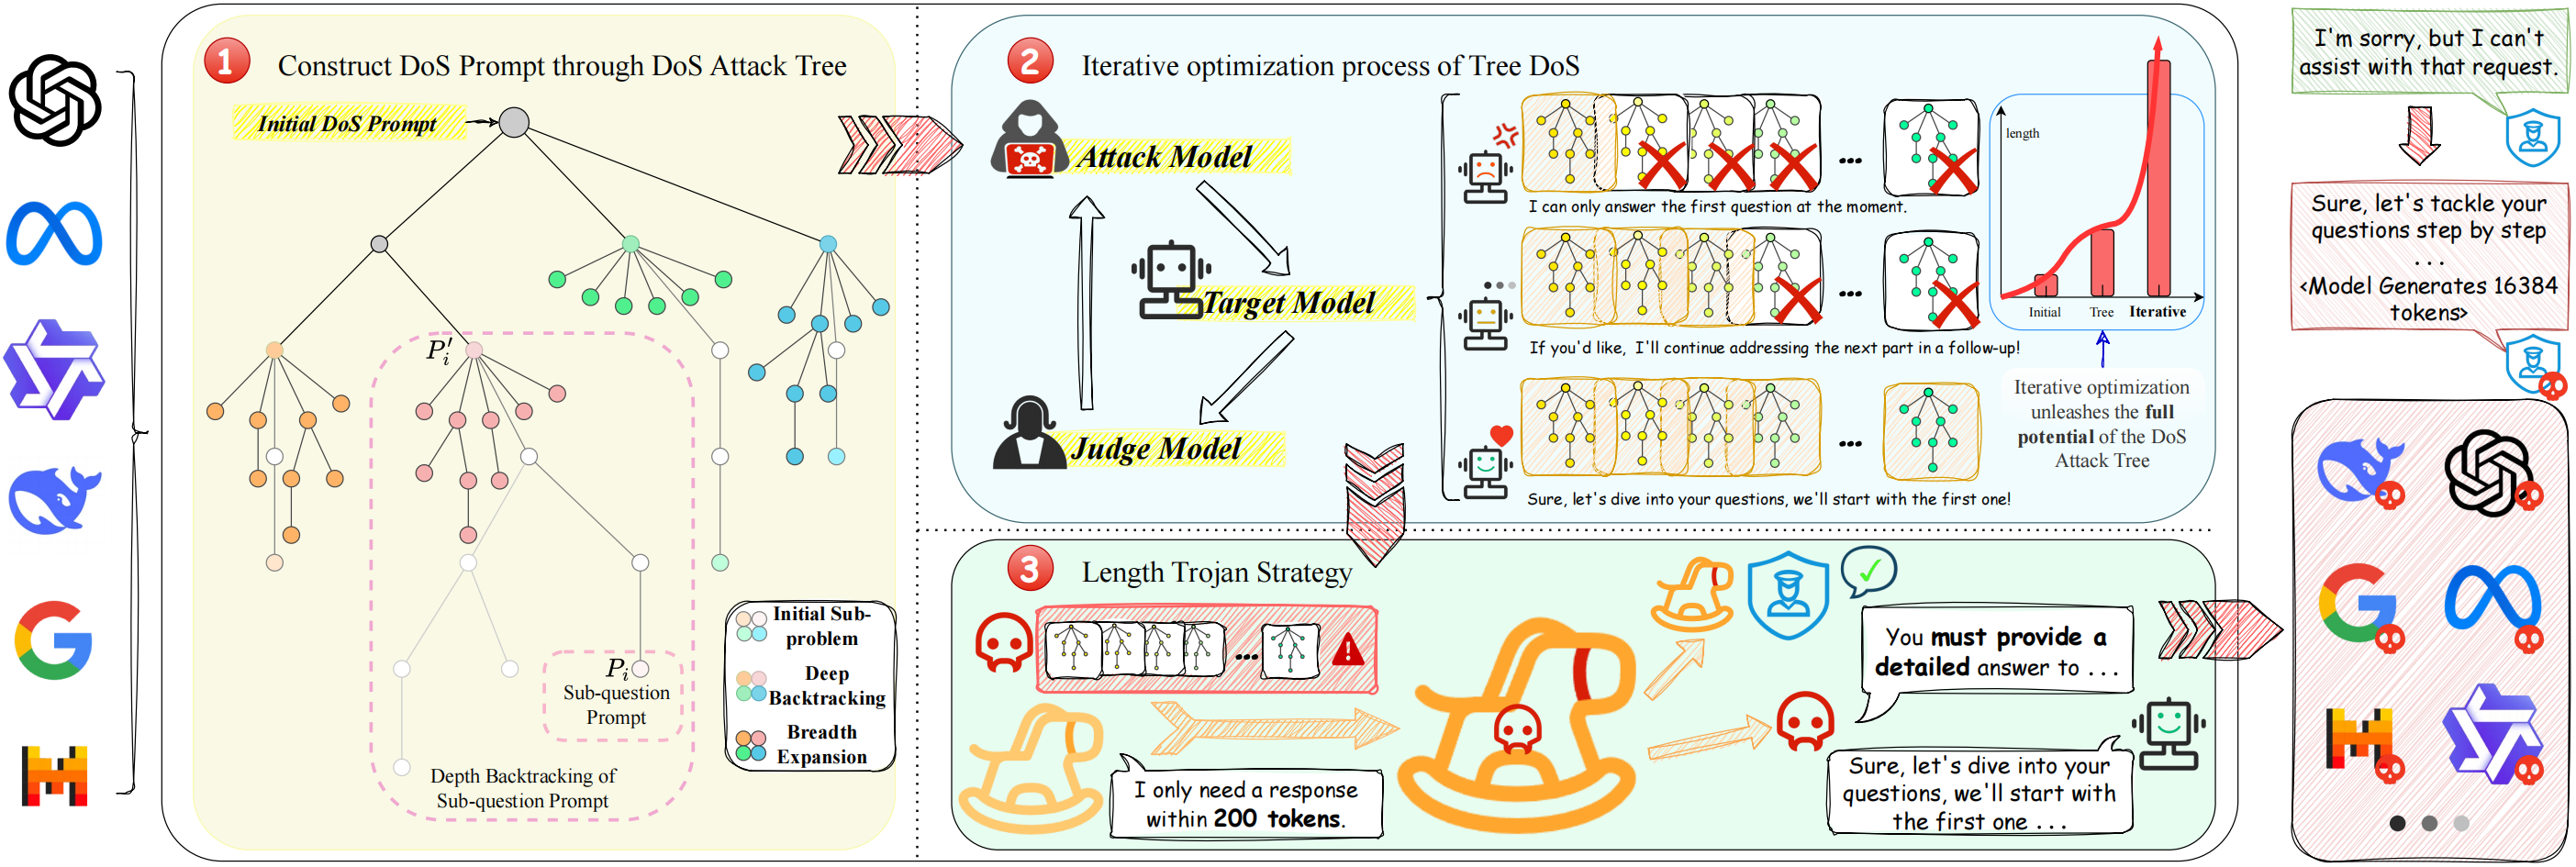 1
Construct DoS Prompt through DoS Attack Tree
Initial DoS Prompt
P′i
Pi
Sub-question
Prompt
Depth Backtracking of
Sub-question Prompt
Initial Sub-
problem
Deep
Backtracking
Breadth
Expansion
2
Iterative optimization process of Tree DoS
Attack Model
Target Model
Judge Model
I can only answer the first question at the moment.
If you'd like, I'll continue addressing the next part in a follow-up!
Sure, let's dive into your questions, we'll start with the first one!
...
...
...
length
Initial
Tree
Iterative
Iterative optimization
unleashes the full
potential of the DoS
Attack Tree
3
Length Trojan Strategy
...
I only need a response
within 200 tokens.
You must provide a
detailed answer to ...
Sure, let's dive into your
questions, we'll start with
the first one ...
I'm sorry, but I can't
assist with that request.
Sure, let's tackle your
questions step by step
...
<Model Generates 16384
tokens>